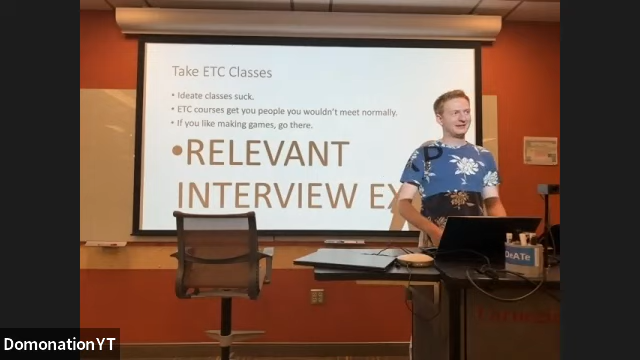 Take ETC Classes
• Ideate classes suck.
• ETC courses get you people you wouldn't meet normally.
• If you like making games, go there.
•RELEVANT
INTERVIEW EX
IDeATe
DomonationYT